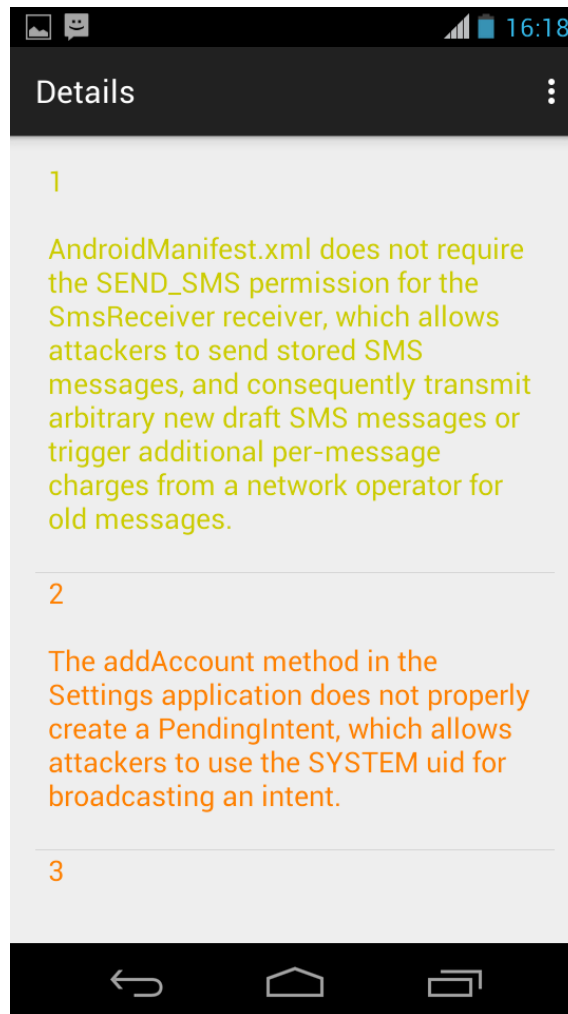 16:18
Details
1
AndroidManifest.xml does not require
the SEND_SMS permission for the
SmsReceiver receiver, which allows
attackers to send stored SMS
messages, and consequently transmit
arbitrary new draft SMS messages or
trigger additional per-message
charges from a network operator for
old messages.
2
The addAccount method in the
Settings application does not properly
create a PendingIntent, which allows
attackers to use the SYSTEM uid for
broadcasting an intent.
3